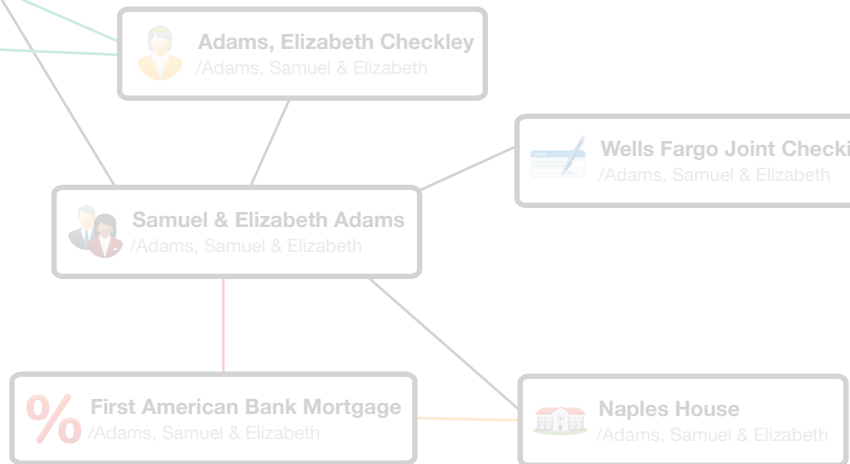 Adams, Elizabeth Checkley
/Adams, Samuel & Elizabeth
Wells Fargo Joint Checki
/Adams, Samuel & Elizabeth
Samuel & Elizabeth Adams
/Adams, Samuel & Elizabeth
First American Bank Mortgage
/Adams, Samuel & Elizabeth
Naples House
/Adams, Samuel & Elizabeth